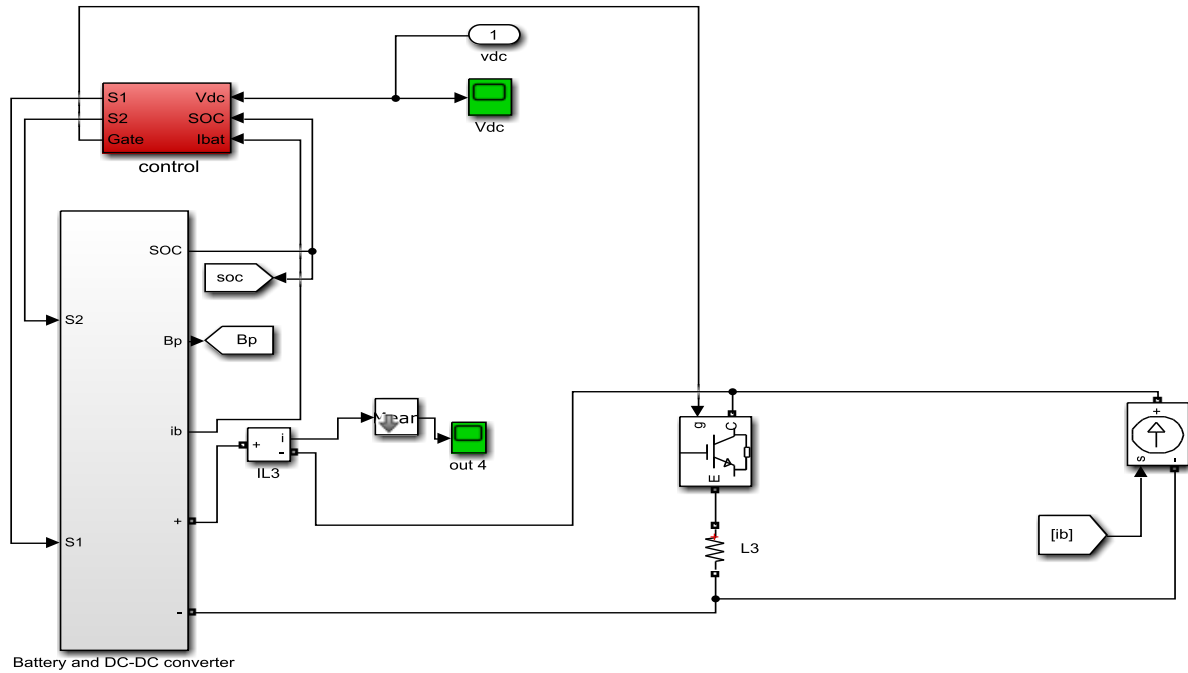 1
vdc
S1 Vdc
S2 SOC
Gate Ibat
control
Vdc
SOC
soc
S2
Bp
Bp
g C
+
ib
+ i
-
IL3
Mean
out 4
E
s -
+
S1
[ib]
L3
-
Battery and DC-DC converter